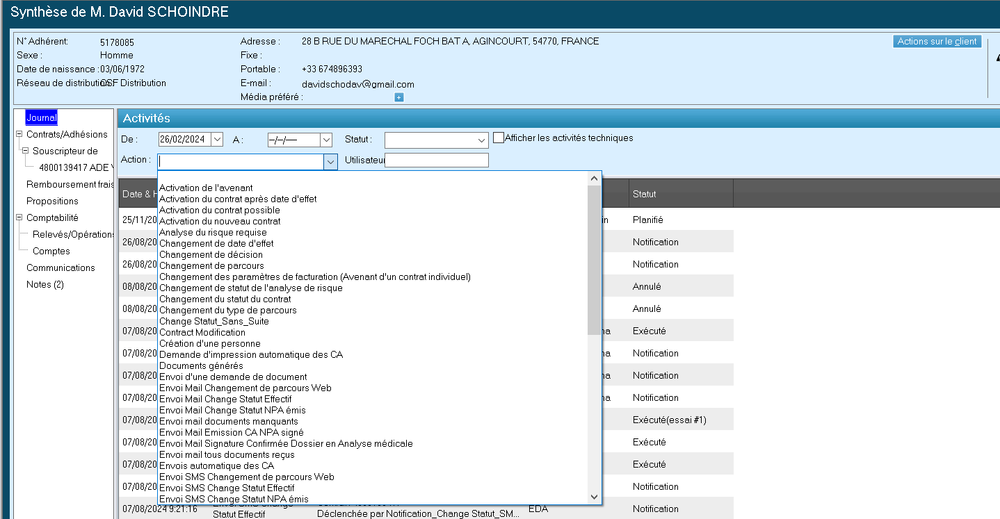 Synthèse de M. David SCHOINDRE
N° Adhérent: 5178085 Adresse : 28 B RUE DU MARECHAL FOCH BAT A, AGINCOURT, 54770, FRANCE Actions sur le client
Sexe : Homme Fixe :
Date de naissance : 03/06/1972 Portable : +33 674896393
Réseau de distribution : QSF Distribution E-mail : davidschodav@gmail.com
Média préféré : +
Journal
Contrats/Adhésions
Souscripteur de
4800139417 ADE
Remboursement frais
Propositions
Comptabilité
Relevés/Opérations
Comptes
Communications
Notes (2)
Activités
De : 26/02/2024 A : --/--/---- Statut : Afficher les activités techniques
Action : Utilisateur
Activation de l'avenant
Activation du contrat après date d'effet
Activation du contrat possible
Activation du nouveau contrat
Analyse du risque requise
Changement de date d'effet
Changement de décision
Changement de parcours
Changement des paramètres de facturation (Avenant d'un contrat individuel)
Changement de statut de l'analyse de risque
Changement du statut du contrat
Changement du type de parcours
Change Statut_Sans_Suite
Contract Modification
Création d'une personne
Demande d'impression automatique des CA
Documents générés
Envoi d'une demande de document
Envoi Mail Changement de parcours Web
Envoi Mail Change Statut Effectif
Envoi Mail Change Statut NPA émis
Envoi mail documents manquants
Envoi Mail Emission CA NPA signé
Envoi Mail Signature Confirmée Dossier en Analyse médicale
Envoi mail tous documents reçus
Envois automatique des CA
Envoi SMS Changement de parcours Web
Envoi SMS Change Statut Effectif
Envoi SMS Change Statut NPA émis
Date & H Statut
25/11/20 in Planifié
26/08/20 Notification
26/08/20 Notification
08/08/20 Annulé
08/08/20 Annulé
07/08/20 na Exécuté
07/08/20 na Notification
07/08/20 na Notification
07/08/20 na Notification
07/08/20 Exécuté(essai #1)
07/08/20 Exécuté
07/08/20 Exécuté
07/08/20 Notification
07/08/2024 9:21:16 Statut Effectif Déclenchée par Notification_Change Statut_SM... EDA Notification